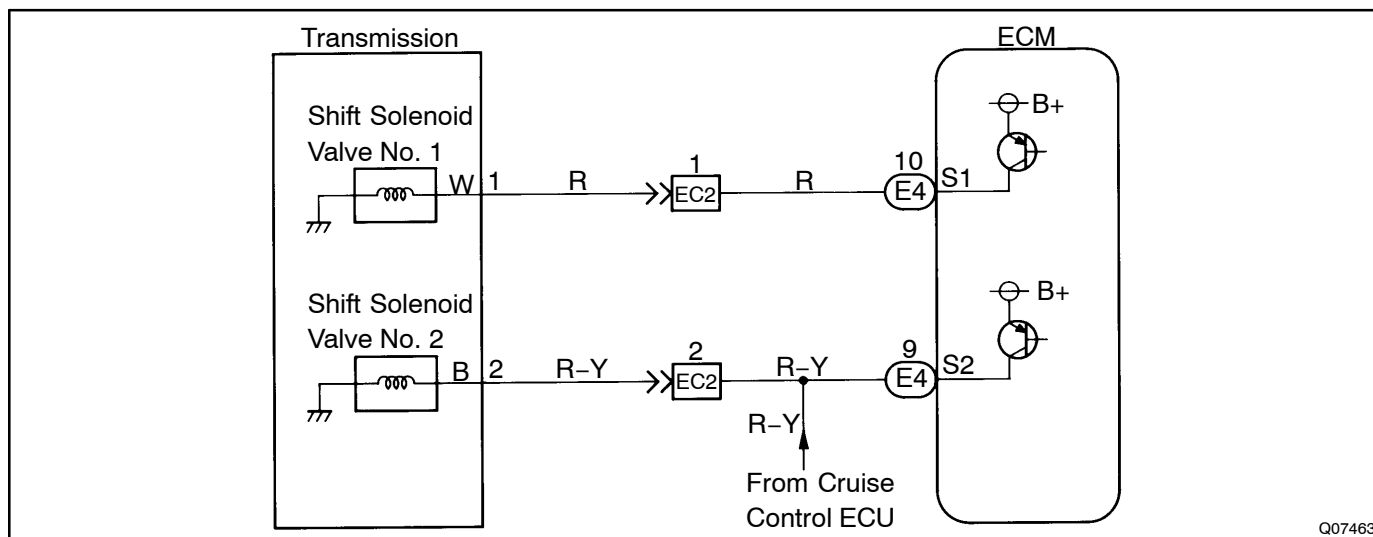 Transmission
ECM
Shift Solenoid
Valve No. 1
B+
W 1 R 1 EC2 R 10 E4 S1
Shift Solenoid
Valve No. 2
B+
B 2 R-Y 2 EC2 R-Y 9 E4 S2
R-Y
From Cruise
Control ECU
Q07463